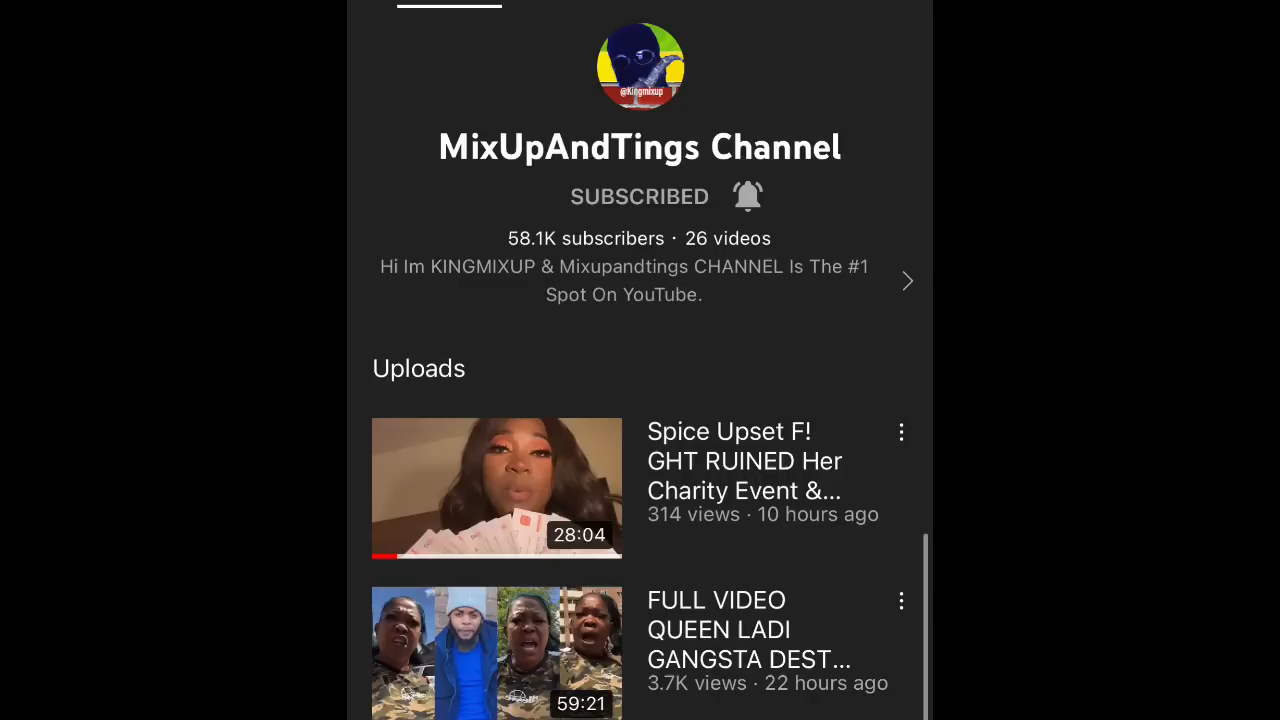 @Kingmixup
MixUpAndTings Channel
SUBSCRIBED
58.1K subscribers · 26 videos
Hi Im KINGMIXUP & Mixupandtings CHANNEL Is The #1
Spot On YouTube.
Uploads
Spice Upset F!
GHT RUINED Her
Charity Event &...
314 views · 10 hours ago
28:04
FULL VIDEO
QUEEN LADI
GANGSTA DEST...
3.7K views · 22 hours ago
59:21